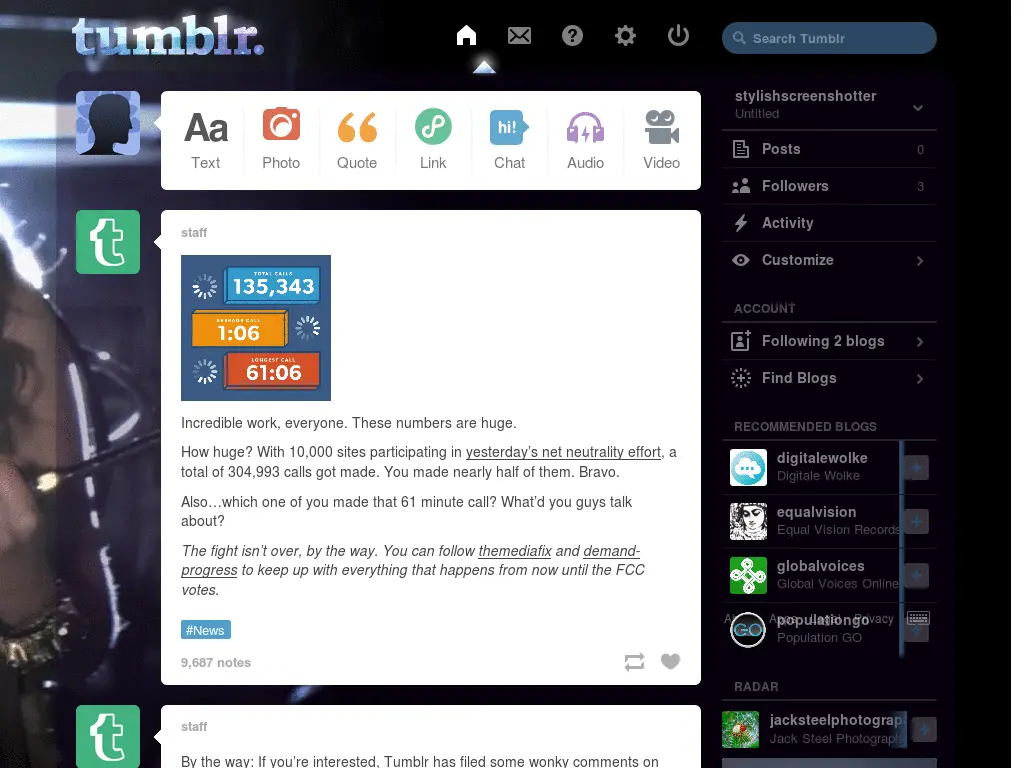 tumblr.
Search Tumblr
Aa
hi!
Text Photo Quote Link Chat Audio Video
staff
TOTAL CALLS
135,343
AVERAGE CALL
1:06
LONGEST CALL
61:06
Incredible work, everyone. These numbers are huge.
How huge? With 10,000 sites participating in yesterday's net neutrality effort, a
total of 304,993 calls got made. You made nearly half of them. Bravo.
Also…which one of you made that 61 minute call? What'd you guys talk
about?
The fight isn't over, by the way. You can follow themediafix and demand-
progress to keep up with everything that happens from now until the FCC
votes.
#News
9,687 notes
staff
By the way: If you're interested, Tumblr has filed some wonky comments on
stylishscreenshotter
Untitled
Posts 0
Followers 3
Activity
Customize
ACCOUNT
Following 2 blogs
Find Blogs
RECOMMENDED BLOGS
digitalewolke
Digitale Wolke
equalvision
Equal Vision Records
globalvoices
Global Voices Online
populationgo
Legal Privacy
GO
Population GO
RADAR
jacksteelphotograp
Jack Steel Photograph